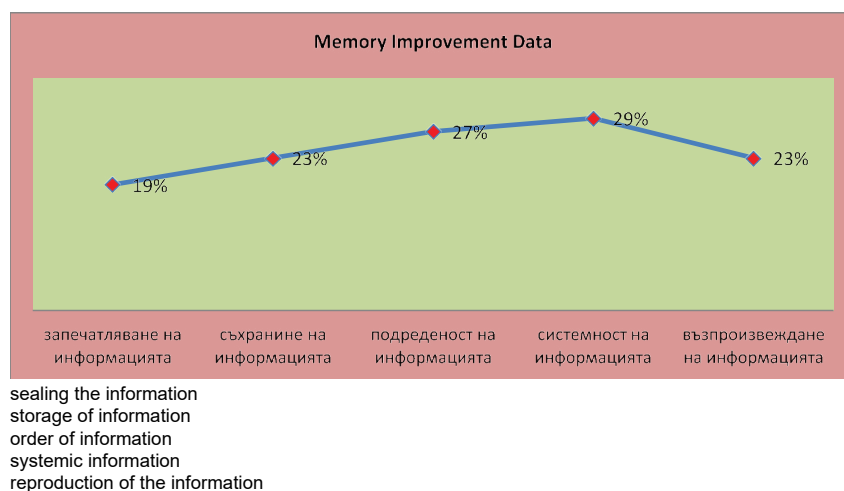 Memory Improvement Data
19%
23%
27%
29%
23%
запечатляване на
информацията
съхранине на
информацията
подреденост на
информацията
системност на
информацията
възпроизвеждане
на информацията
sealing the information
storage of information
order of information
systemic information
reproduction of the information